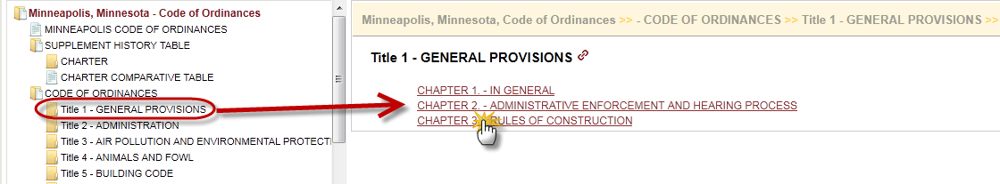 Minneapolis, Minnesota - Code of Ordinances
MINNEAPOLIS CODE OF ORDINANCES
SUPPLEMENT HISTORY TABLE
CHARTER
CHARTER COMPARATIVE TABLE
CODE OF ORDINANCES
Title 1 - GENERAL PROVISIONS
Title 2 - ADMINISTRATION
Title 3 - AIR POLLUTION AND ENVIRONMENTAL PROTECT
Title 4 - ANIMALS AND FOWL
Title 5 - BUILDING CODE
Minneapolis, Minnesota, Code of Ordinances >> - CODE OF ORDINANCES >> Title 1 - GENERAL PROVISIONS >>
Title 1 - GENERAL PROVISIONS
CHAPTER 1. - IN GENERAL
CHAPTER 2. - ADMINISTRATIVE ENFORCEMENT AND HEARING PROCESS
CHAPTER 3. - RULES OF CONSTRUCTION